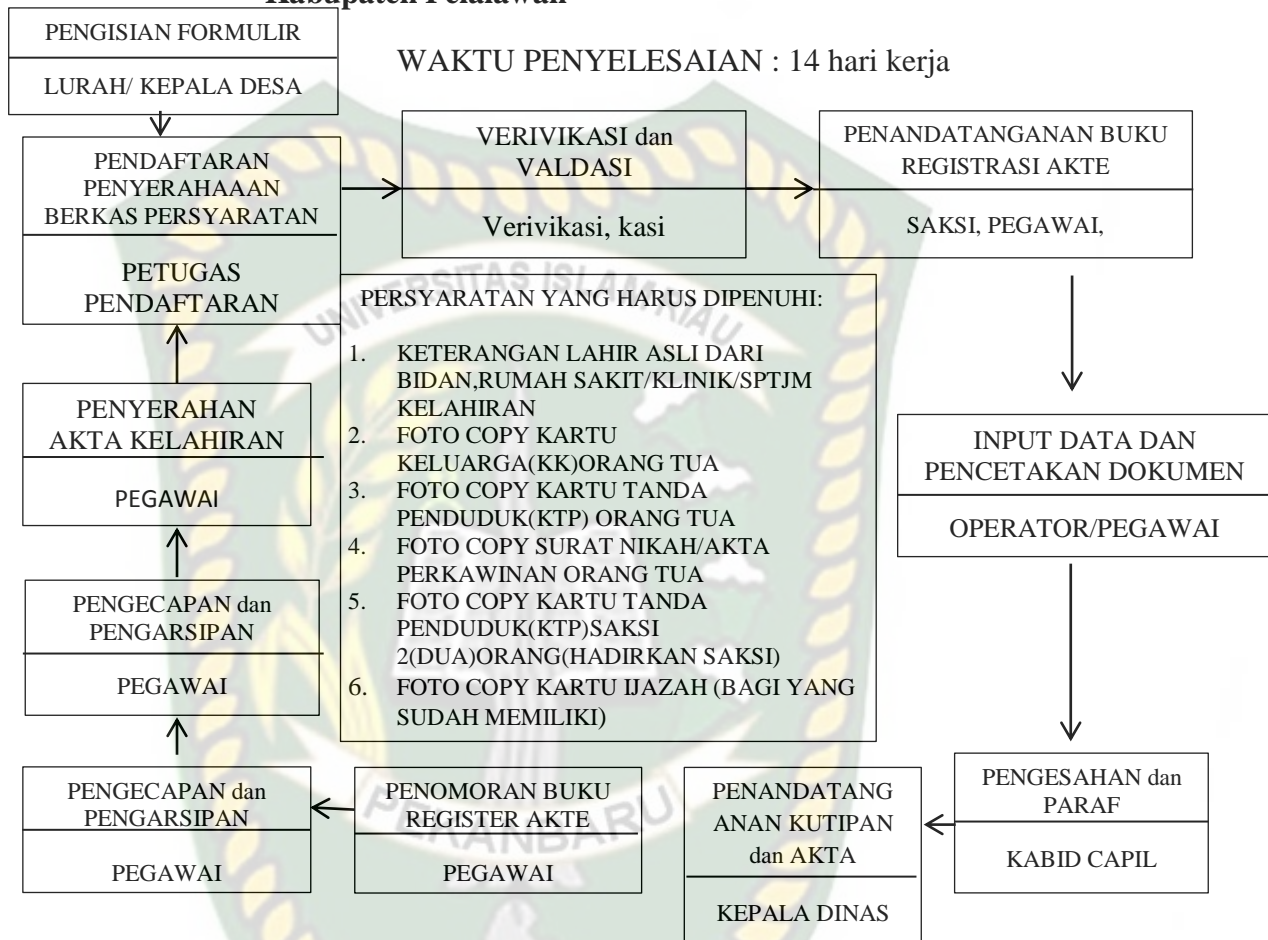 Kabupaten Pelalawan
PENGISIAN FORMULIR
LURAH/ KEPALA DESA
WAKTU PENYELESAIAN : 14 hari kerja
PENDAFTARAN
PENYERAHAAAN
BERKAS PERSYARATAN
PETUGAS
PENDAFTARAN
VERIVIKASI dan
VALDASI
Verivikasi, kasi
PENANDATANGANAN BUKU
REGISTRASI AKTE
SAKSI, PEGAWAI,
UNIVERSITAS ISLAM RIAU
PERSYARATAN YANG HARUS DIPENUHI:
1. KETERANGAN LAHIR ASLI DARI
BIDAN,RUMAH SAKIT/KLINIK/SPTJM
KELAHIRAN
2. FOTO COPY KARTU
KELUARGA(KK)ORANG TUA
3. FOTO COPY KARTU TANDA
PENDUDUK(KTP) ORANG TUA
4. FOTO COPY SURAT NIKAH/AKTA
PERKAWINAN ORANG TUA
5. FOTO COPY KARTU TANDA
PENDUDUK(KTP)SAKSI
2(DUA)ORANG(HADIRKAN SAKSI)
6. FOTO COPY KARTU IJAZAH (BAGI YANG
SUDAH MEMILIKI)
INPUT DATA DAN
PENCETAKAN DOKUMEN
OPERATOR/PEGAWAI
PENGESAHAN dan
PARAF
KABID CAPIL
PENANDATANG
ANAN KUTIPAN
dan AKTA
KEPALA DINAS
PENOMORAN BUKU
REGISTER AKTE
PEGAWAI
PEKANBARU
PENGECAPAN dan
PENGARSIPAN
PEGAWAI
PENGECAPAN dan
PENGARSIPAN
PEGAWAI
PENYERAHAN
AKTA KELAHIRAN
PEGAWAI